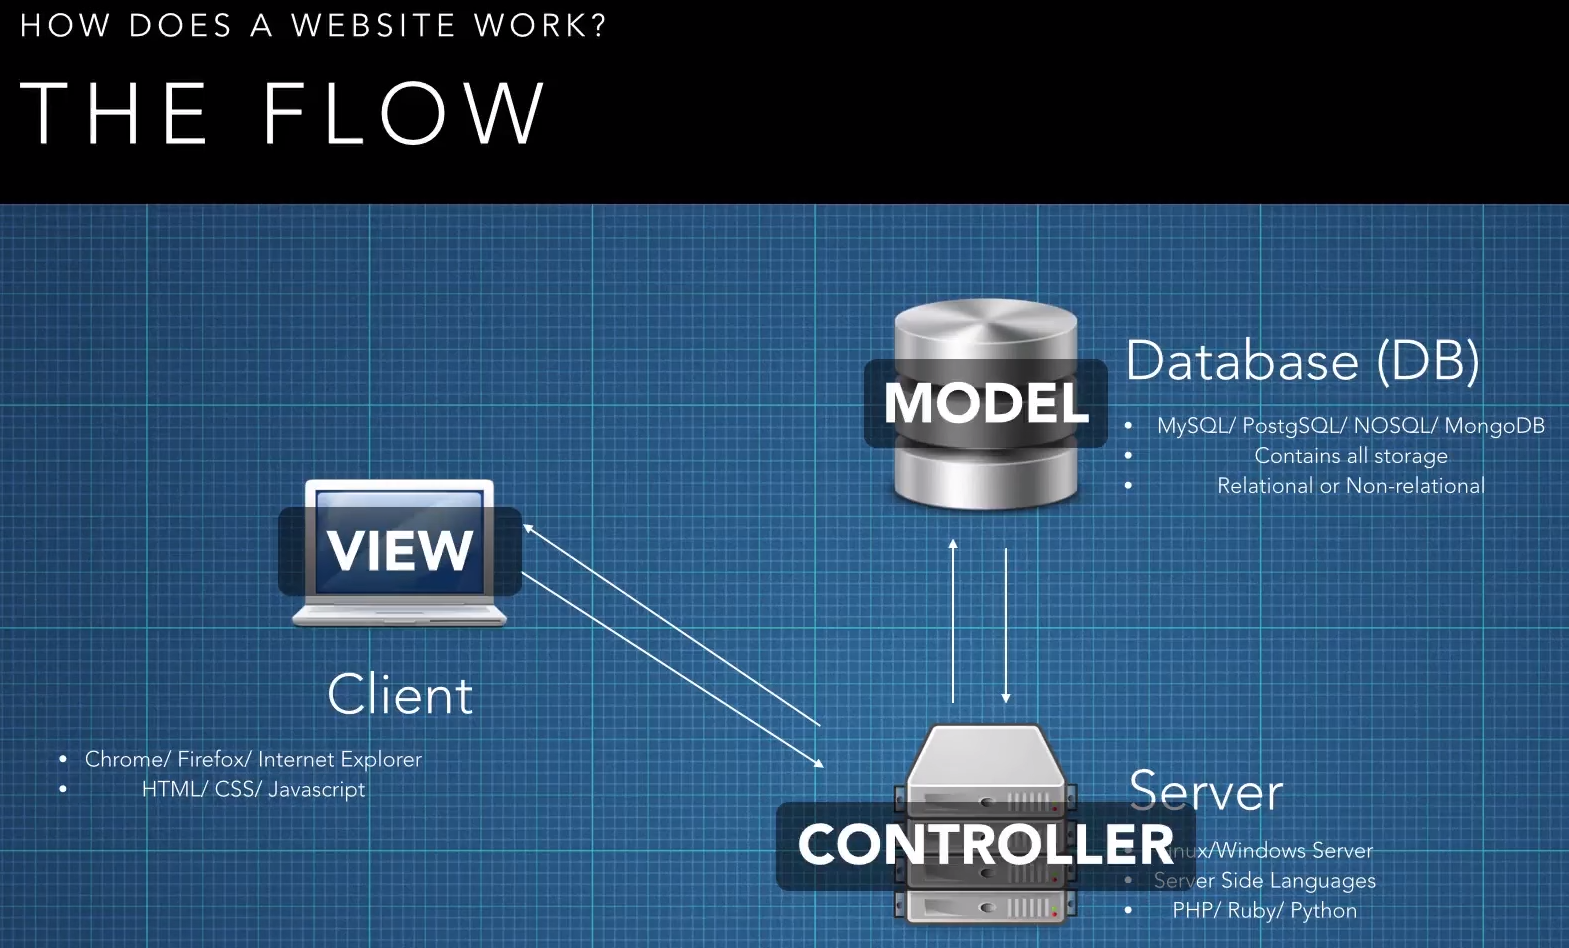 HOW DOES A WEBSITE WORK?
THE FLOW
MODEL
Database (DB)
• MySQL/ PostgSQL/ NOSQL/ MongoDB
• Contains all storage
• Relational or Non-relational
VIEW
Client
• Chrome/ Firefox/ Internet Explorer
• HTML/ CSS/ Javascript
CONTROLLER
Server
• Linux/Windows Server
• Server Side Languages
• PHP/ Ruby/ Python